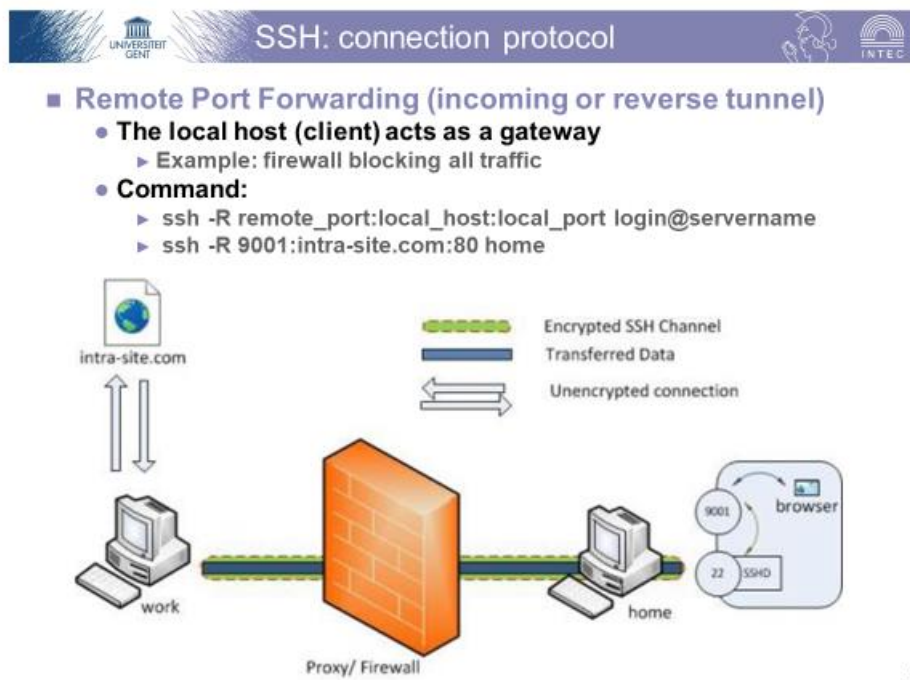 UNIVERSITEIT
GENT
SSH: connection protocol
INTEC
Remote Port Forwarding (incoming or reverse tunnel)
The local host (client) acts as a gateway
Example: firewall blocking all traffic
Command:
ssh -R remote_port:local_host:local_port login@servername
ssh -R 9001:intra-site.com:80 home
intra-site.com
Encrypted SSH Channel
Transferred Data
Unencrypted connection
9001
browser
22
SSHD
work
home
Proxy/ Firewall